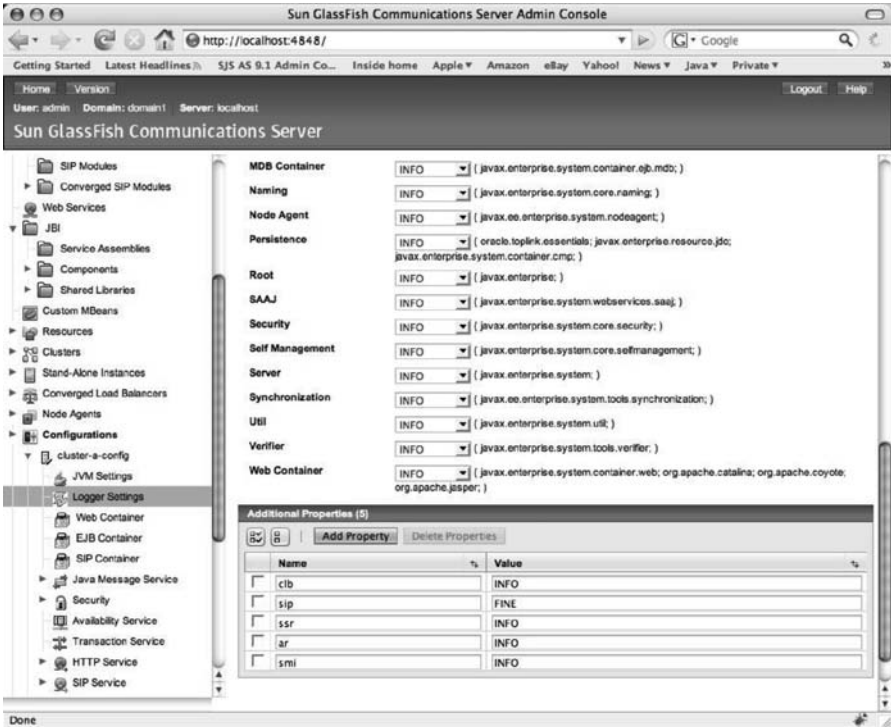 Sun GlassFish Communications Server Admin Console
http://localhost:4848/
G Google
Getting Started Latest Headlines SJS AS 9.1 Admin Co... Inside home Apple Amazon eBay Yahoo! News Java Private
Home Version
Logout Help
User: admin Domain: domain1 Server: localhost
Sun GlassFish Communications Server
SIP Modules
Converged SIP Modules
Web Services
JBI
Service Assemblies
Components
Shared Libraries
Custom MBeans
Resources
Clusters
Stand-Alone Instances
Converged Load Balancers
Node Agents
Configurations
cluster-a-config
JVM Settings
Logger Settings
Web Container
EJB Container
SIP Container
Java Message Service
Security
Availability Service
Transaction Service
HTTP Service
SIP Service
MDB Container INFO ( javax.enterprise.system.container.ejb.mdb; )
Naming INFO ( javax.enterprise.system.core.naming; )
Node Agent INFO ( javax.ee.enterprise.system.nodeagent; )
Persistence INFO ( oracle.toplink.essentials; javax.enterprise.resource.jdo;
javax.enterprise.system.container.cmp; )
Root INFO ( javax.enterprise; )
SAAJ INFO ( javax.enterprise.system.webservices.saaj; )
Security INFO ( javax.enterprise.system.core.security; )
Self Management INFO ( javax.enterprise.system.core.selfmanagement; )
Server INFO ( javax.enterprise.system; )
Synchronization INFO ( javax.ee.enterprise.system.tools.synchronization; )
Util INFO ( javax.enterprise.system.util; )
Verifier INFO ( javax.enterprise.system.tools.verifier; )
Web Container INFO ( javax.enterprise.system.container.web; org.apache.catalina; org.apache.coyote;
org.apache.jasper; )
Additional Properties (5)
Add Property Delete Properties
Name Value
clb INFO
sip FINE
ssr INFO
ar INFO
smi INFO
Done